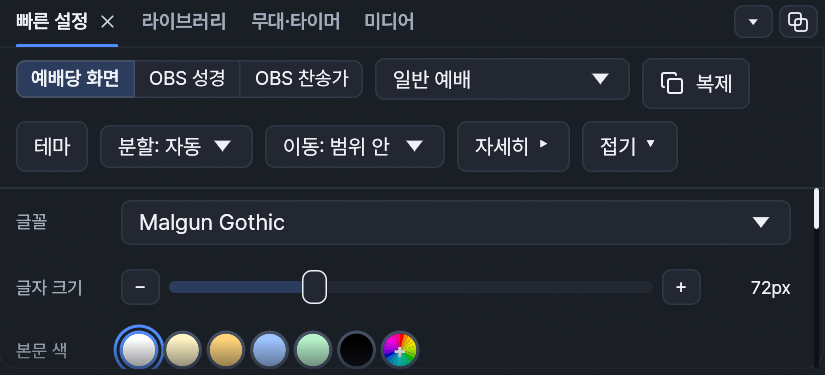 빠른 설정 × 라이브러리 무대·타이머 미디어
예배당 화면 OBS 성경 OBS 찬송가 일반 예배 복제
테마 분할: 자동 이동: 범위 안 자세히 접기
글꼴 Malgun Gothic
글자 크기 − + 72px
본문 색